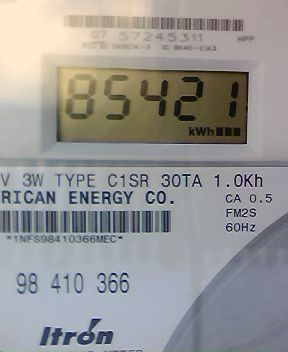 07 57245311
85421
kWh
V 3W TYPE C1SR 30TA 1.0Kh
RICAN ENERGY CO.
CA 0.5
FM2S
60Hz
*1NFS98410366MEC*
98 410 366
Itrón